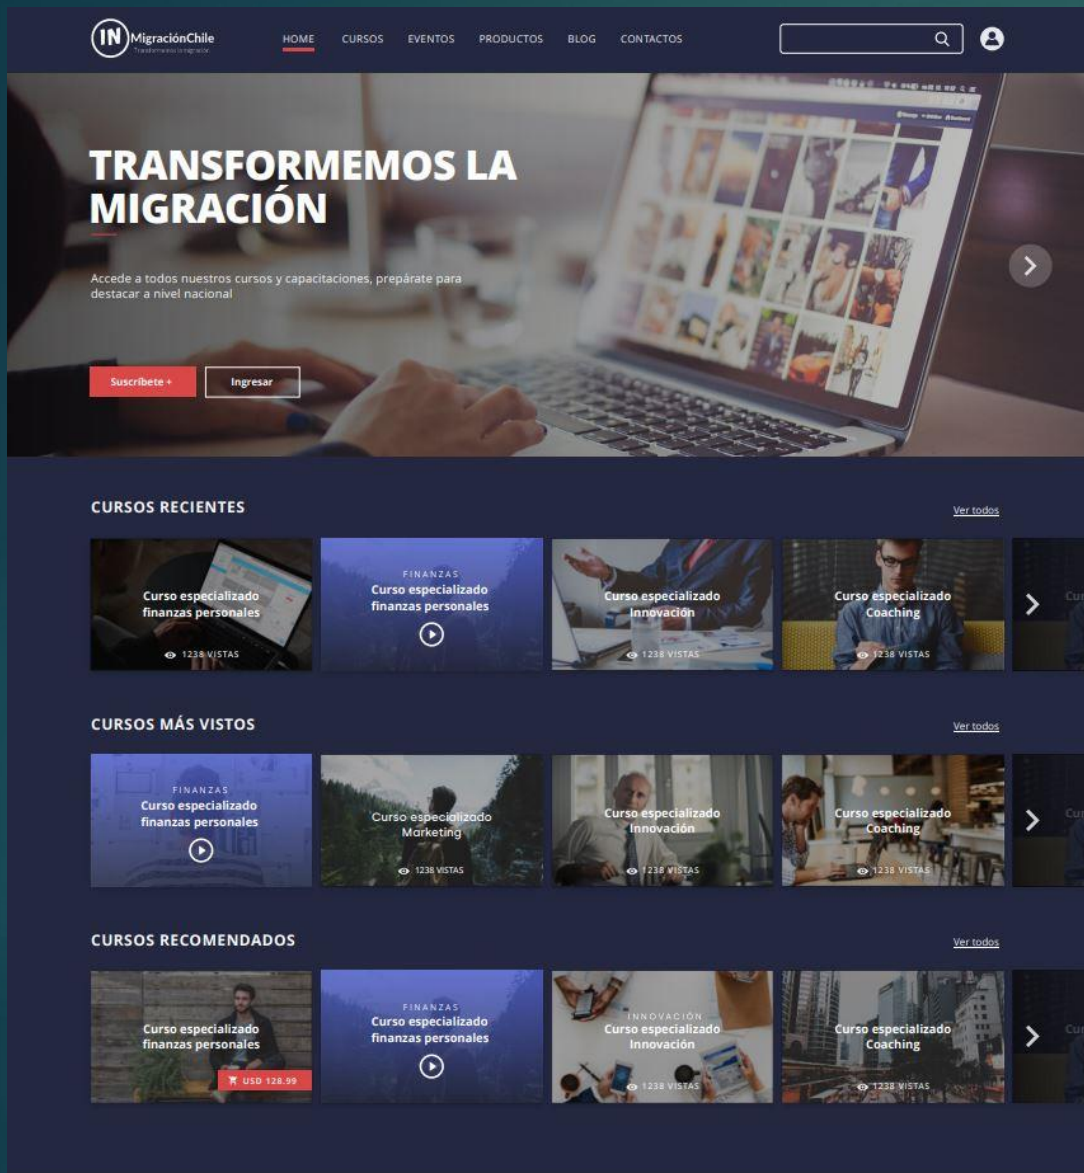 IN MigraciónChile
Transformemos la migración
HOME CURSOS EVENTOS PRODUCTOS BLOG CONTACTOS
TRANSFORMEMOS LA
MIGRACIÓN
Accede a todos nuestros cursos y capacitaciones, prepárate para
destacar a nivel nacional
Suscríbete + Ingresar
CURSOS RECIENTES
Ver todos
Curso especializado
finanzas personales
1238 VISTAS
FINANZAS
Curso especializado
finanzas personales
Curso especializado
Innovación
1238 VISTAS
Curso especializado
Coaching
1238 VISTAS
Cur
CURSOS MÁS VISTOS
Ver todos
FINANZAS
Curso especializado
finanzas personales
Curso especializado
Marketing
1238 VISTAS
Curso especializado
Innovación
1238 VISTAS
Curso especializado
Coaching
1238 VISTAS
Cur
CURSOS RECOMENDADOS
Ver todos
Curso especializado
finanzas personales
USD 128.99
FINANZAS
Curso especializado
finanzas personales
INNOVACIÓN
Curso especializado
Innovación
1238 VISTAS
Curso especializado
Coaching
1238 VISTAS
Cur